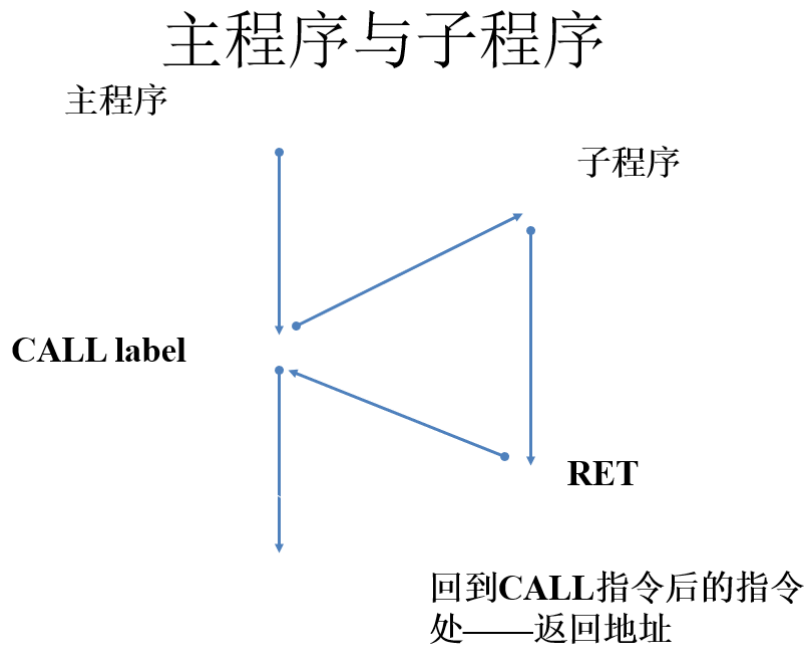 主程序与子程序
主程序
子程序
CALL label
RET
回到CALL指令后的指令
处——返回地址